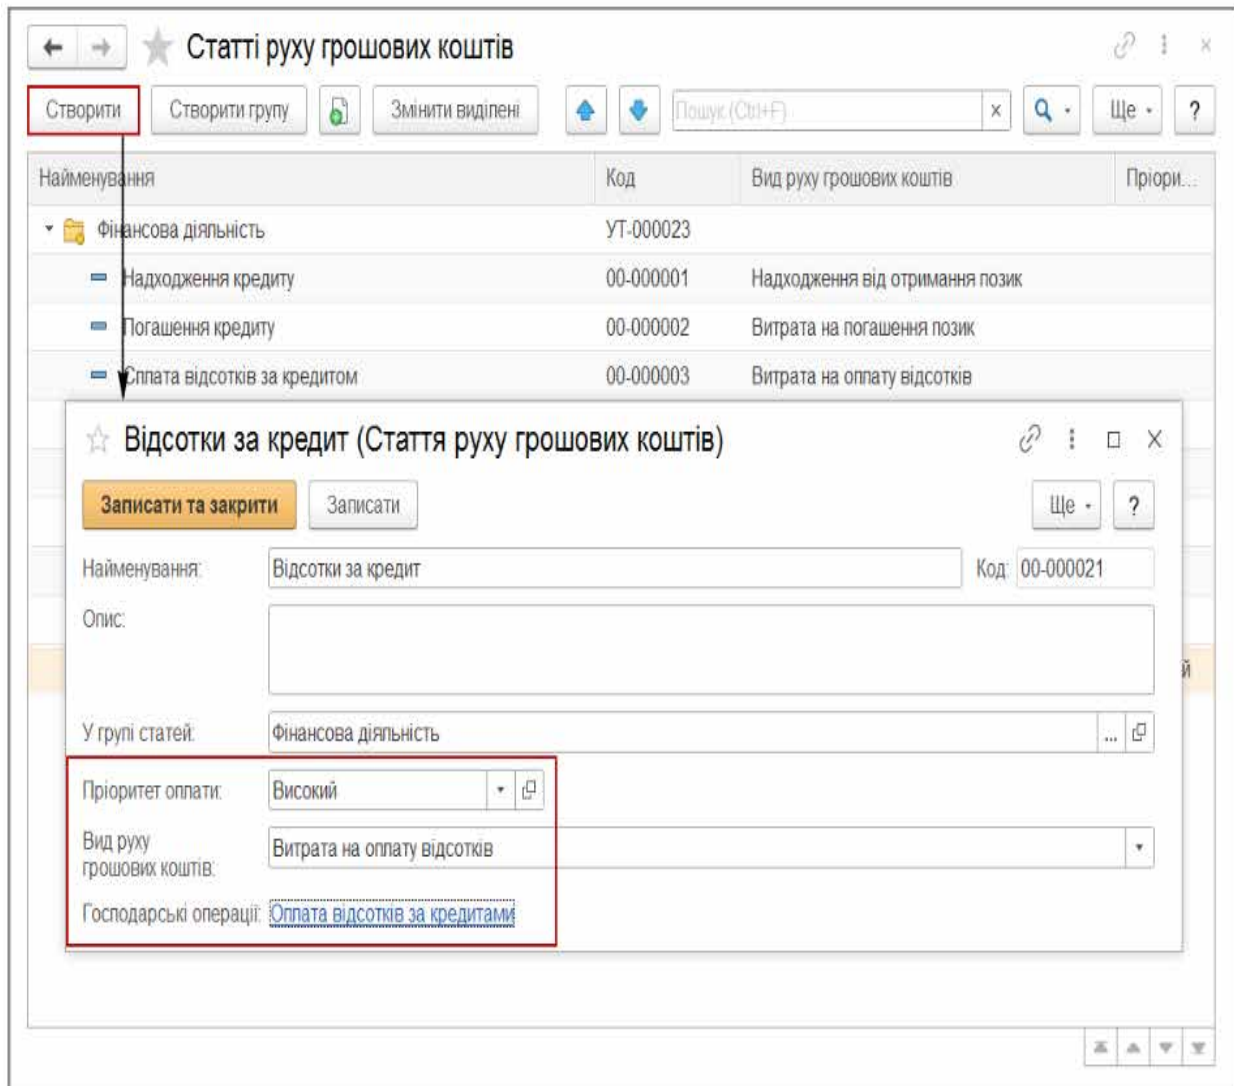 Статті руху грошових коштів
Створити Створити групу Змінити виділені Пошук (Ctrl+F) × Ще ?
Найменування Код Вид руху грошових коштів Пріори...
Фінансова діяльність УТ-000023
Надходження кредиту 00-000001 Надходження від отримання позик
Погашення кредиту 00-000002 Витрата на погашення позик
Сплата відсотків за кредитом 00-000003 Витрата на оплату відсотків
Відсотки за кредит (Стаття руху грошових коштів)
Записати та закрити Записати Ще ?
Найменування: Відсотки за кредит Код: 00-000021
Опис:
й
У групі статей: Фінансова діяльність ...
Пріоритет оплати: Високий
Вид руху
грошових коштів: Витрата на оплату відсотків
Господарські операції: Оплата відсотків за кредитами